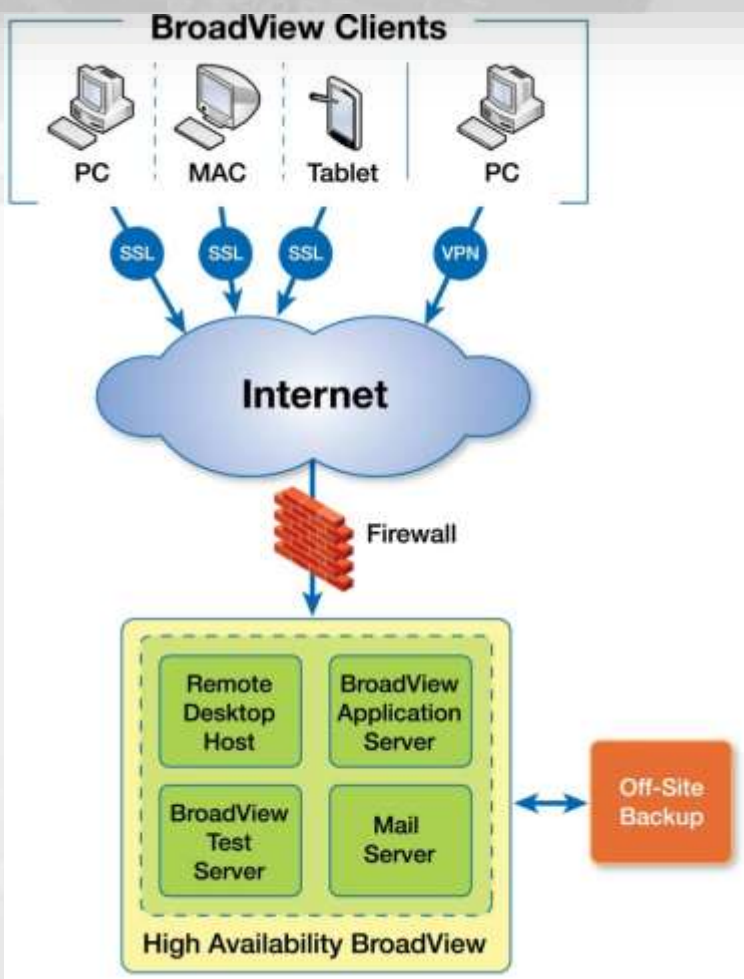 BroadView Clients
PC
MAC
Tablet
PC
SSL
SSL
SSL
VPN
Internet
Firewall
Remote
Desktop
Host
BroadView
Application
Server
BroadView
Test
Server
Mail
Server
Off-Site
Backup
High Availability BroadView